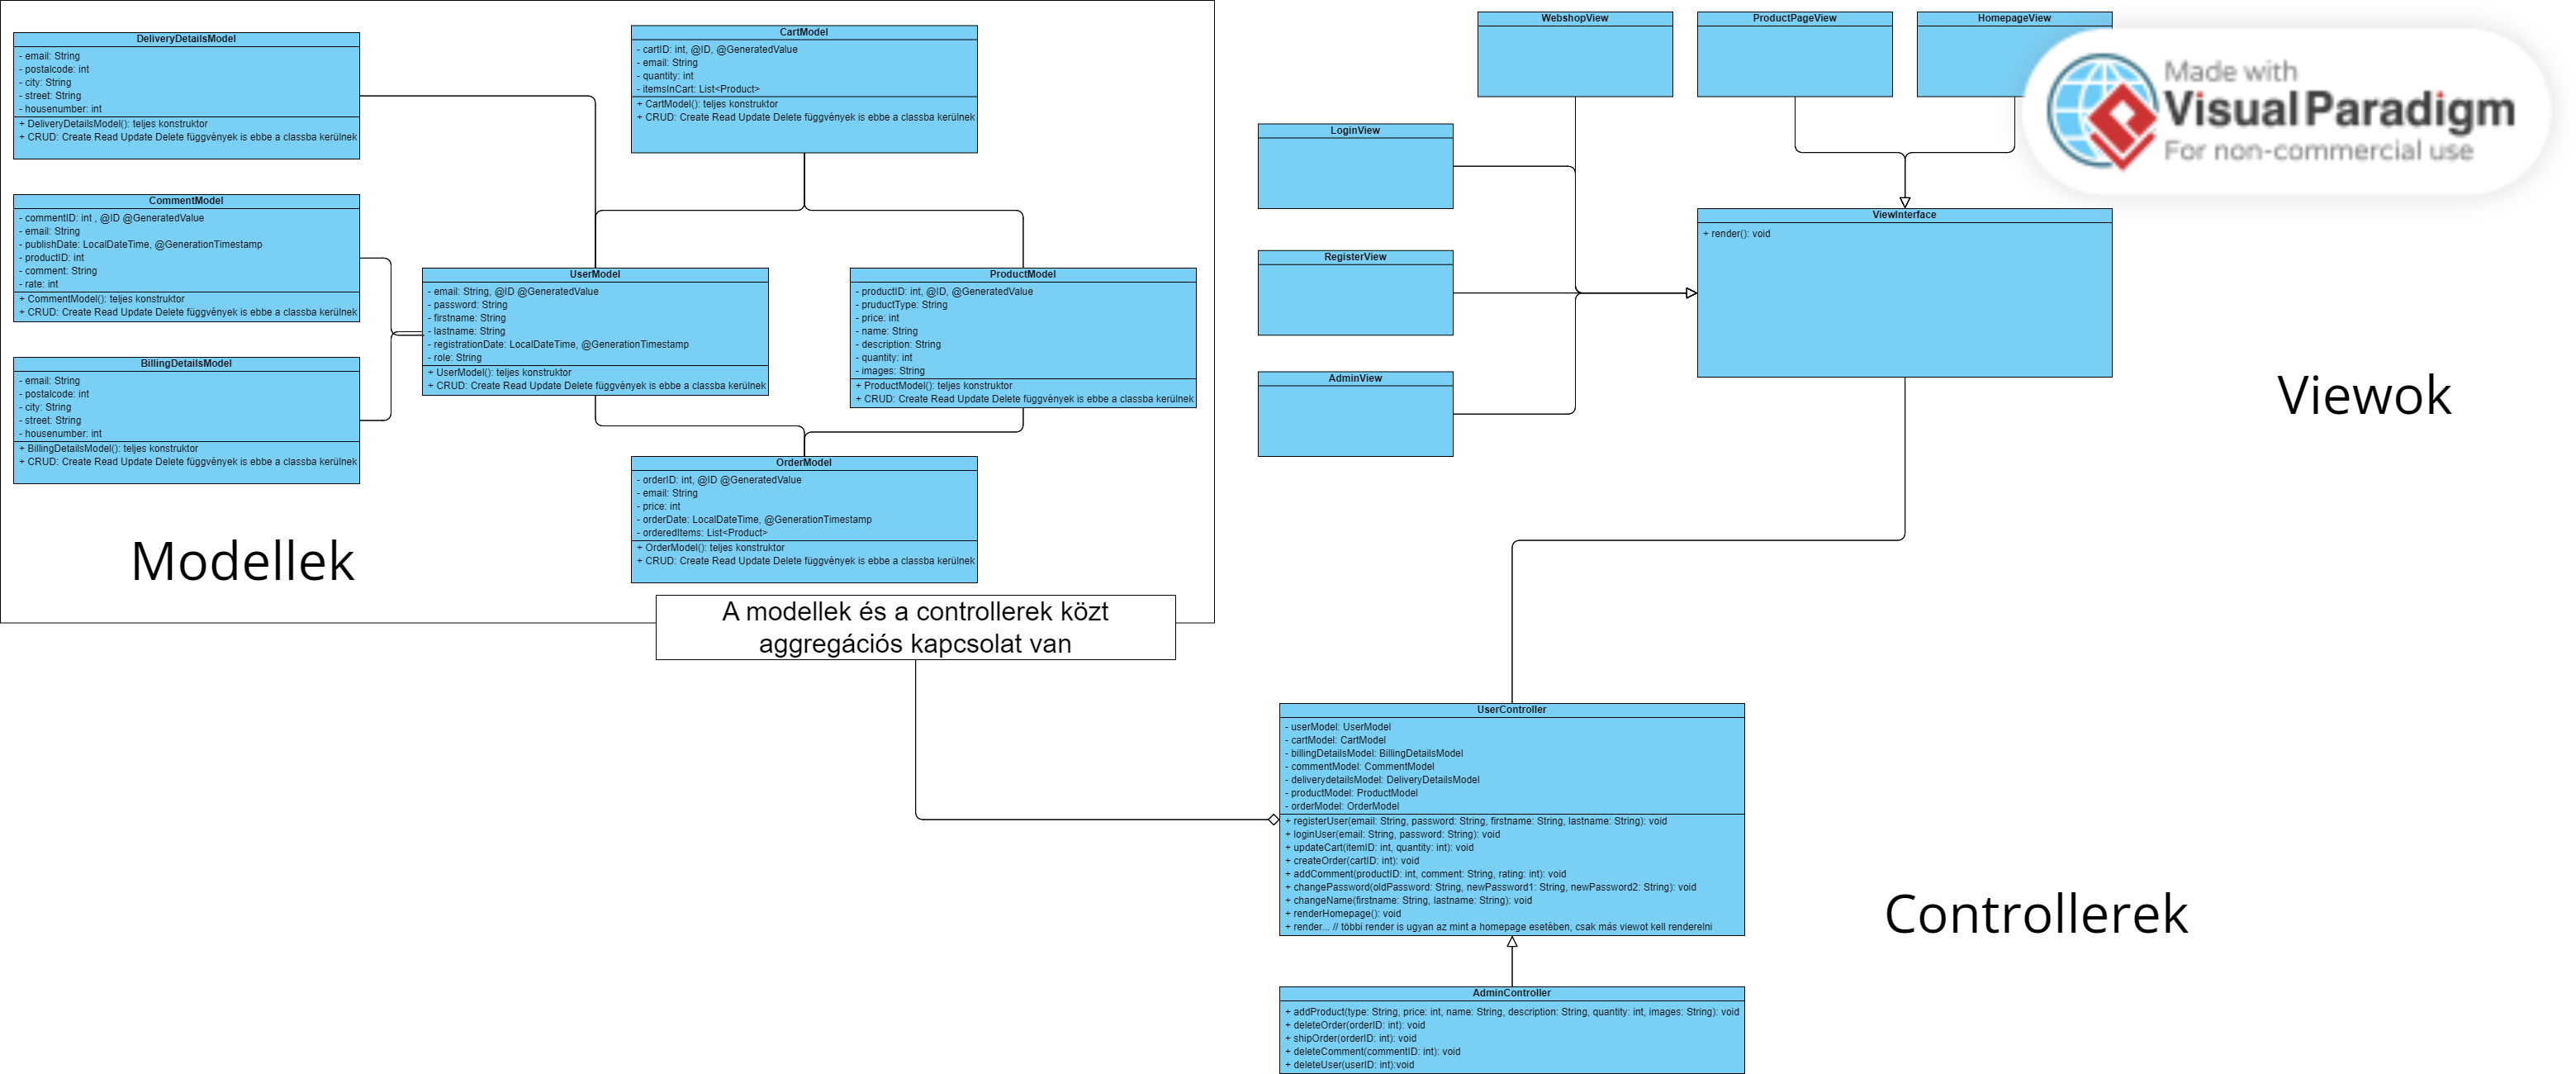 DeliveryDetailsModel
- email: String
- postalcode: int
- city: String
- street: String
- housenumber: int
+ DeliveryDetailsModel(): teljes konstruktor
+ CRUD: Create Read Update Delete függvények is ebbe a classba kerülnek
CartModel
- cartID: int, @ID, @GeneratedValue
- email: String
- quantity: int
- itemsInCart: List<Product>
+ CartModel(): teljes konstruktor
+ CRUD: Create Read Update Delete függvények is ebbe a classba kerülnek
CommentModel
- commentID: int , @ID @GeneratedValue
- email: String
- publishDate: LocalDateTime, @GenerationTimestamp
- productID: int
- comment: String
- rate: int
+ CommentModel(): teljes konstruktor
+ CRUD: Create Read Update Delete függvények is ebbe a classba kerülnek
UserModel
- email: String, @ID @GeneratedValue
- password: String
- firstname: String
- lastname: String
- registrationDate: LocalDateTime, @GenerationTimestamp
- role: String
+ UserModel(): teljes konstruktor
+ CRUD: Create Read Update Delete függvények is ebbe a classba kerülnek
ProductModel
- productID: int, @ID, @GeneratedValue
- pruductType: String
- price: int
- name: String
- description: String
- quantity: int
- images: String
+ ProductModel(): teljes konstruktor
+ CRUD: Create Read Update Delete függvények is ebbe a classba kerülnek
BillingDetailsModel
- email: String
- postalcode: int
- city: String
- street: String
- housenumber: int
+ BillingDetailsModel(): teljes konstruktor
+ CRUD: Create Read Update Delete függvények is ebbe a classba kerülnek
OrderModel
- orderID: int, @ID @GeneratedValue
- email: String
- price: int
- orderDate: LocalDateTime, @GenerationTimestamp
- orderedItems: List<Product>
+ OrderModel(): teljes konstruktor
+ CRUD: Create Read Update Delete függvények is ebbe a classba kerülnek
Modellek
A modellek és a controllerek közt
aggregációs kapcsolat van
WebshopView
ProductPageView
HomepageView
Made with
Visual Paradigm
For non-commercial use
LoginView
RegisterView
AdminView
ViewInterface
+ render(): void
Viewok
UserController
- userModel: UserModel
- cartModel: CartModel
- billingDetailsModel: BillingDetailsModel
- commentModel: CommentModel
- deliverydetailsModel: DeliveryDetailsModel
- productModel: ProductModel
- orderModel: OrderModel
+ registerUser(email: String, password: String, firstname: String, lastname: String): void
+ loginUser(email: String, password: String): void
+ updateCart(itemID: int, quantity: int): void
+ createOrder(cartID: int): void
+ addComment(productID: int, comment: String, rating: int): void
+ changePassword(oldPassword: String, newPassword1: String, newPassword2: String): void
+ changeName(firstname: String, lastname: String): void
+ renderHomepage(): void
+ render... // többi render is ugyan az mint a homepage esetében, csak más viewot kell renderelni
Controllerek
AdminController
+ addProduct(type: String, price: int, name: String, description: String, quantity: int, images: String): void
+ deleteOrder(orderID: int): void
+ shipOrder(orderID: int): void
+ deleteComment(commentID: int): void
+ deleteUser(userID: int):void